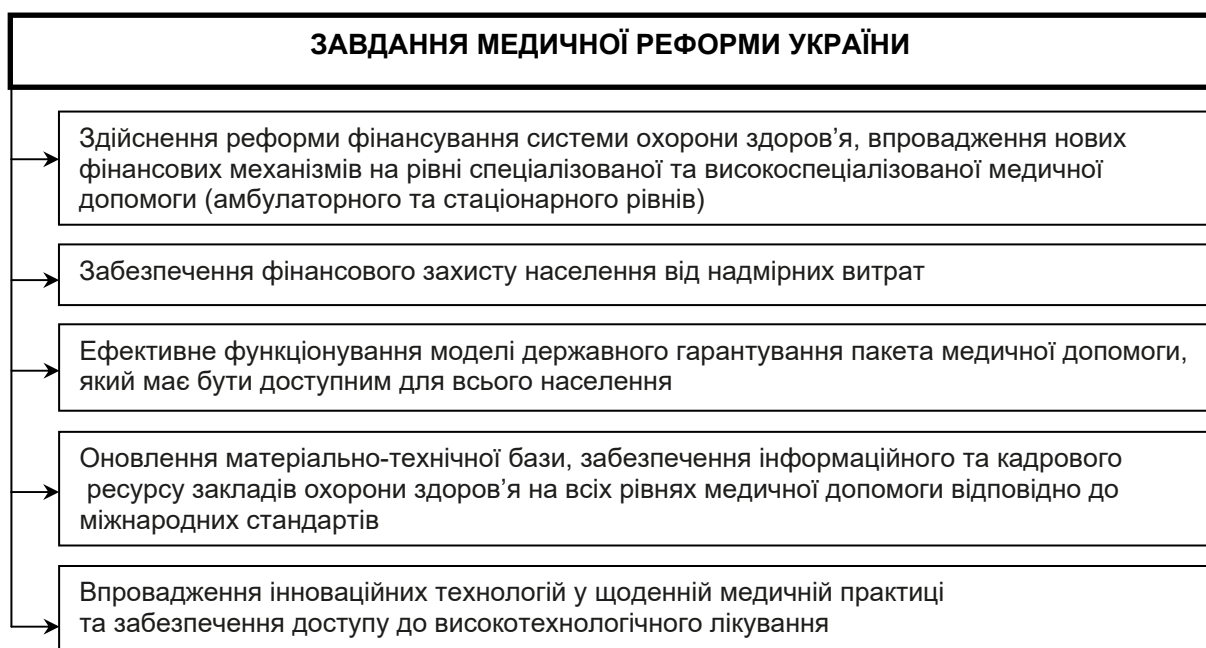 ЗАВДАННЯ МЕДИЧНОЇ РЕФОРМИ УКРАЇНИ
Здійснення реформи фінансування системи охорони здоров’я, впровадження нових
фінансових механізмів на рівні спеціалізованої та високоспеціалізованої медичної
допомоги (амбулаторного та стаціонарного рівнів)
Забезпечення фінансового захисту населення від надмірних витрат
Ефективне функціонування моделі державного гарантування пакета медичної допомоги,
який має бути доступним для всього населення
Оновлення матеріально-технічної бази, забезпечення інформаційного та кадрового
ресурсу закладів охорони здоров’я на всіх рівнях медичної допомоги відповідно до
міжнародних стандартів
Впровадження інноваційних технологій у щоденній медичній практиці
та забезпечення доступу до високотехнологічного лікування